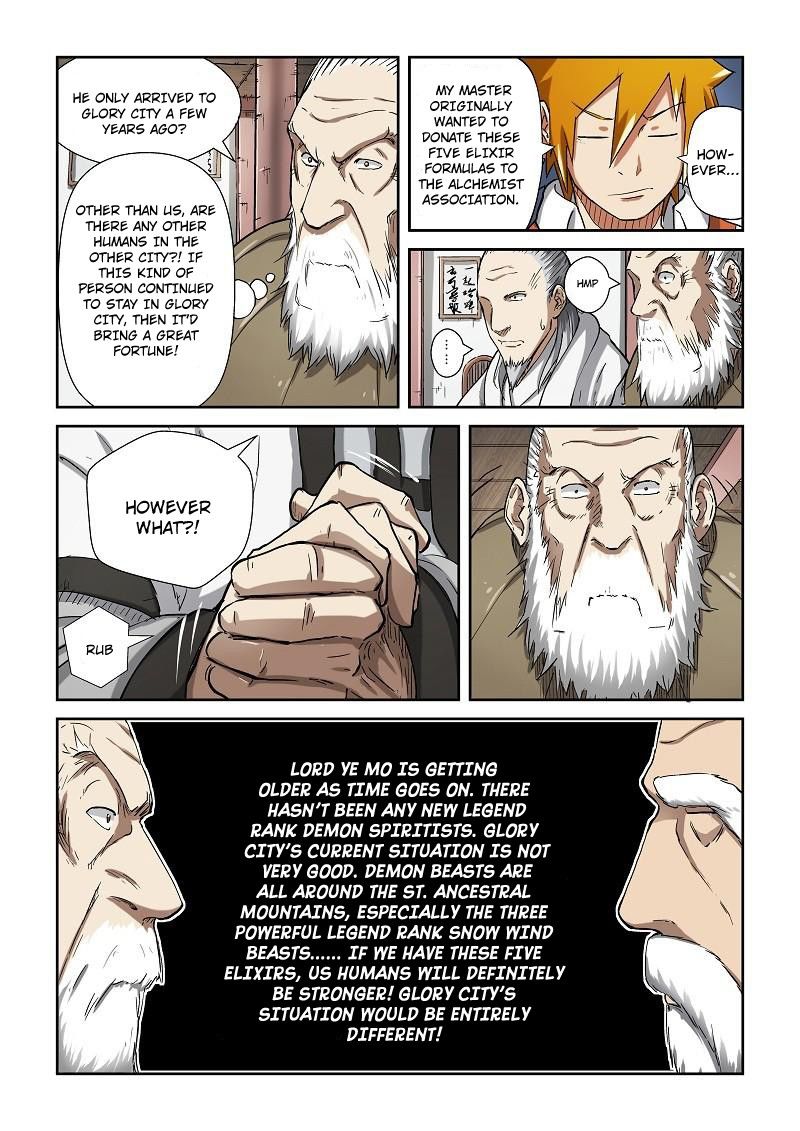 HE ONLY ARRIVED TO
GLORY CITY A FEW
YEARS AGO?
OTHER THAN US, ARE
THERE ANY OTHER
HUMANS IN THE
OTHER CITY?! IF
THIS KIND OF
PERSON CONTINUED
TO STAY IN GLORY
CITY, THEN IT'D
BRING A GREAT
FORTUNE!
MY MASTER
ORIGINALLY
WANTED TO
DONATE THESE
FIVE ELIXIR
FORMULAS TO
THE ALCHEMIST
ASSOCIATION.
HOW-
EVER...
HMP
......
HOWEVER
WHAT?!
RUB
LORD YE MO IS GETTING
OLDER AS TIME GOES ON. THERE
HASN'T BEEN ANY NEW LEGEND
RANK DEMON SPIRITISTS. GLORY
CITY'S CURRENT SITUATION IS NOT
VERY GOOD. DEMON BEASTS ARE
ALL AROUND THE ST. ANCESTRAL
MOUNTAINS, ESPECIALLY THE THREE
POWERFUL LEGEND RANK SNOW WIND
BEASTS...... IF WE HAVE THESE FIVE
ELIXIRS, US HUMANS WILL DEFINITELY
BE STRONGER! GLORY CITY'S
SITUATION WOULD BE ENTIRELY
DIFFERENT!